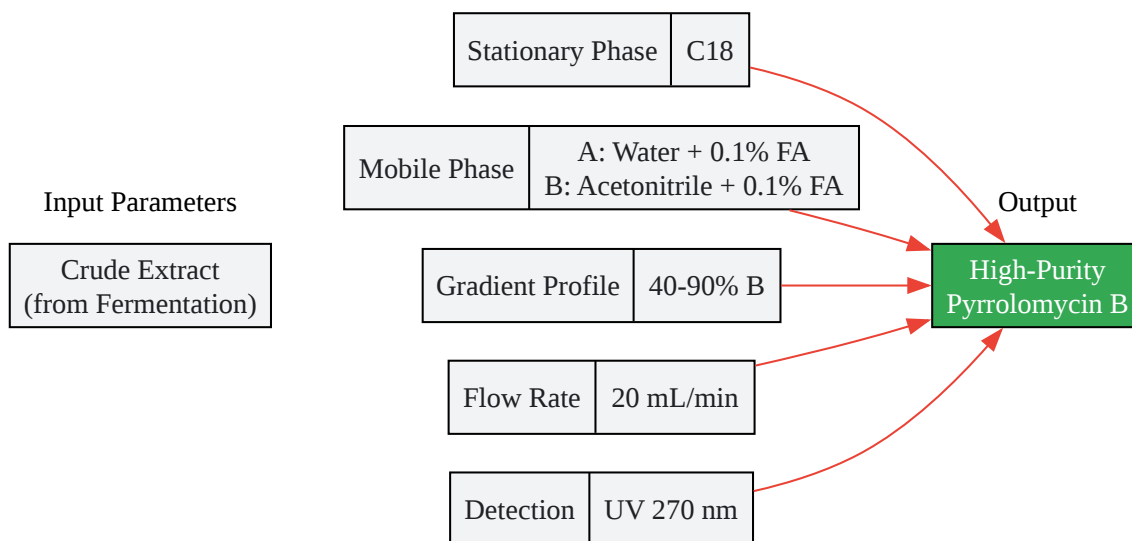 Input Parameters
Crude Extract
(from Fermentation)
Stationary Phase
C18
Mobile Phase
A: Water + 0.1% FA
B: Acetonitrile + 0.1% FA
Gradient Profile
40-90% B
Flow Rate
20 mL/min
Detection
UV 270 nm
Output
High-Purity
Pyrrolomycin B